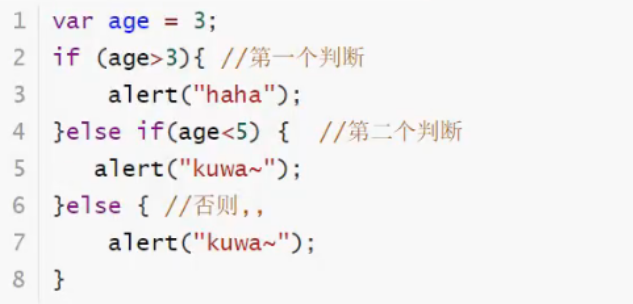 1 var age = 3;
2 if (age>3){ //第一个判断
3     alert("haha");
4 }else if(age<5) {  //第二个判断
5    alert("kuwa~");
6 }else { //否则,,
7     alert("kuwa~");
8 }